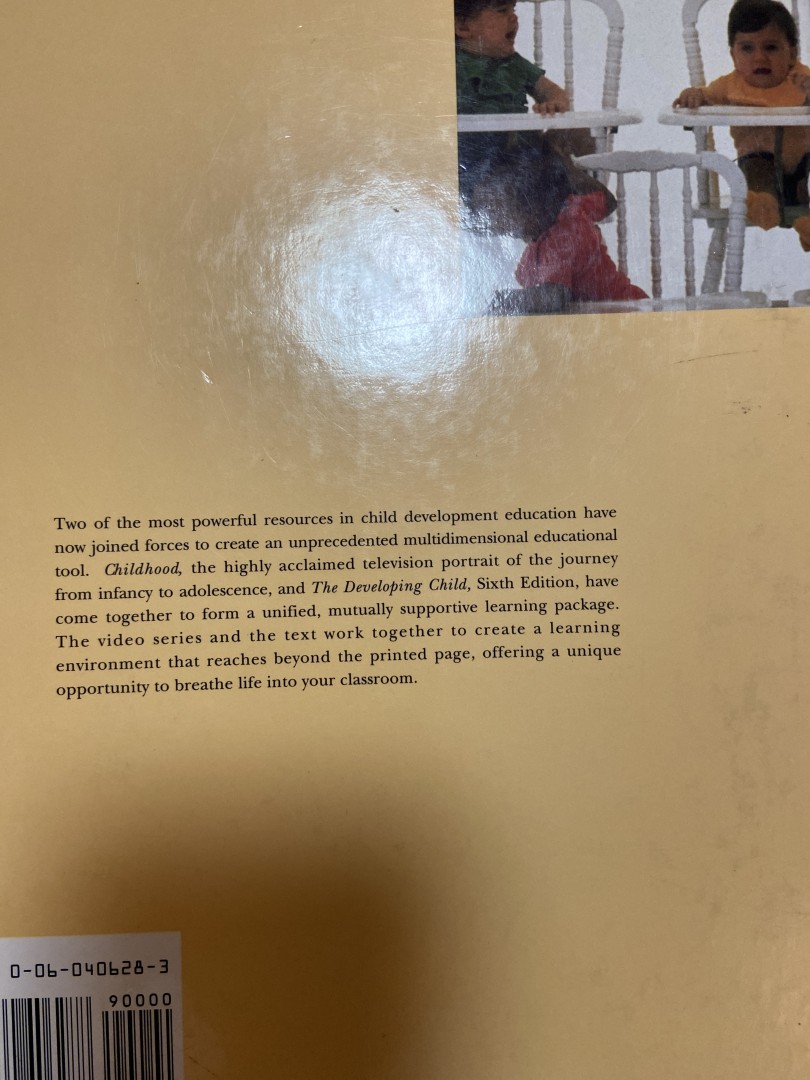 Two of the most powerful resources in child development education have
now joined forces to create an unprecedented multidimensional educational
tool. Childhood, the highly acclaimed television portrait of the journey
from infancy to adolescence, and The Developing Child, Sixth Edition, have
come together to form a unified, mutually supportive learning package.
The video series and the text work together to create a learning
environment that reaches beyond the printed page, offering a unique
opportunity to breathe life into your classroom.
0-06-040628-3
90000